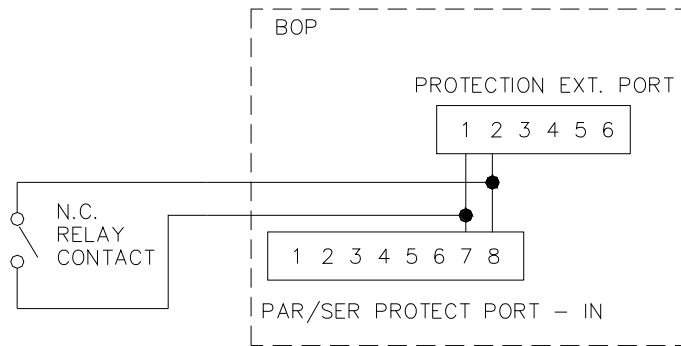 BOP
PROTECTION EXT. PORT
1 2 3 4 5 6
N.C.
RELAY
CONTACT
1 2 3 4 5 6 7 8
PAR/SER PROTECT PORT – IN